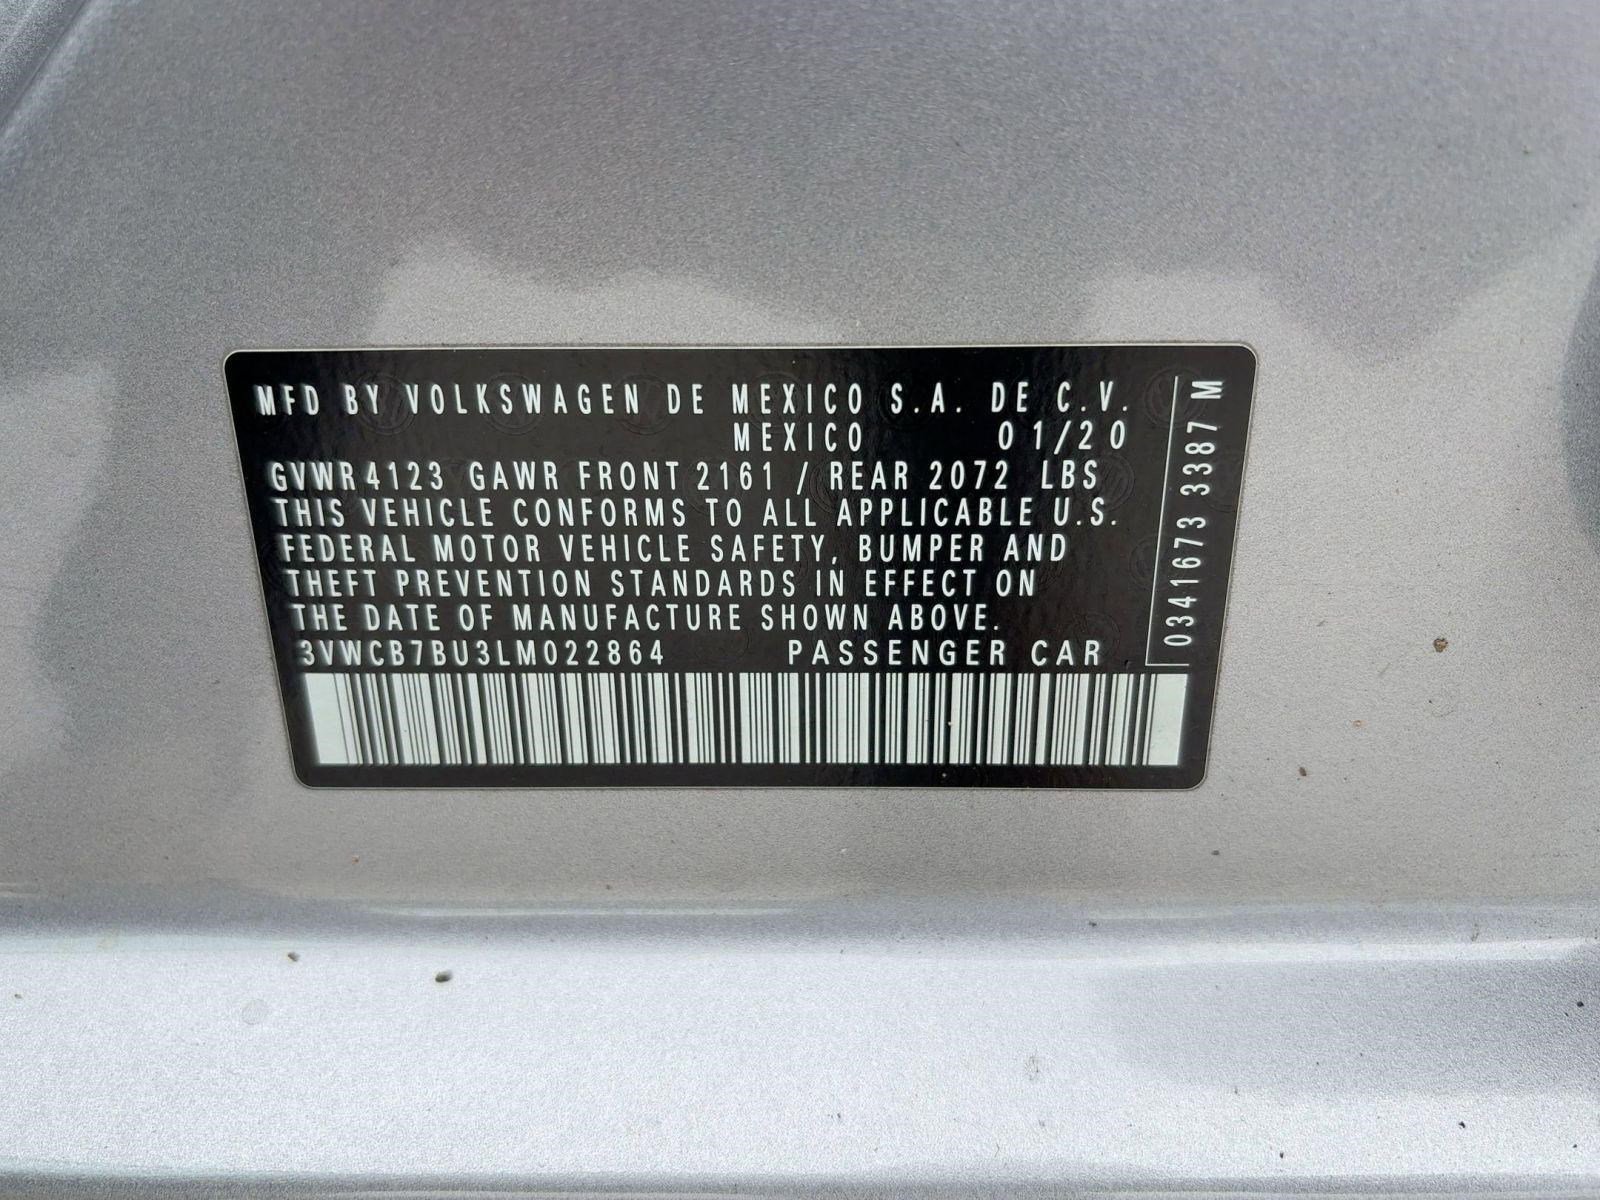 MFD BY VOLKSWAGEN DE MEXICO S.A. DE C.V.
MEXICO 01/20
GVWR 4123 GAWR FRONT 2161 / REAR 2072 LBS
THIS VEHICLE CONFORMS TO ALL APPLICABLE U.S.
FEDERAL MOTOR VEHICLE SAFETY, BUMPER AND
THEFT PREVENTION STANDARDS IN EFFECT ON
THE DATE OF MANUFACTURE SHOWN ABOVE.
3VWCB7BU3LM022864 PASSENGER CAR
0341673 3387 M